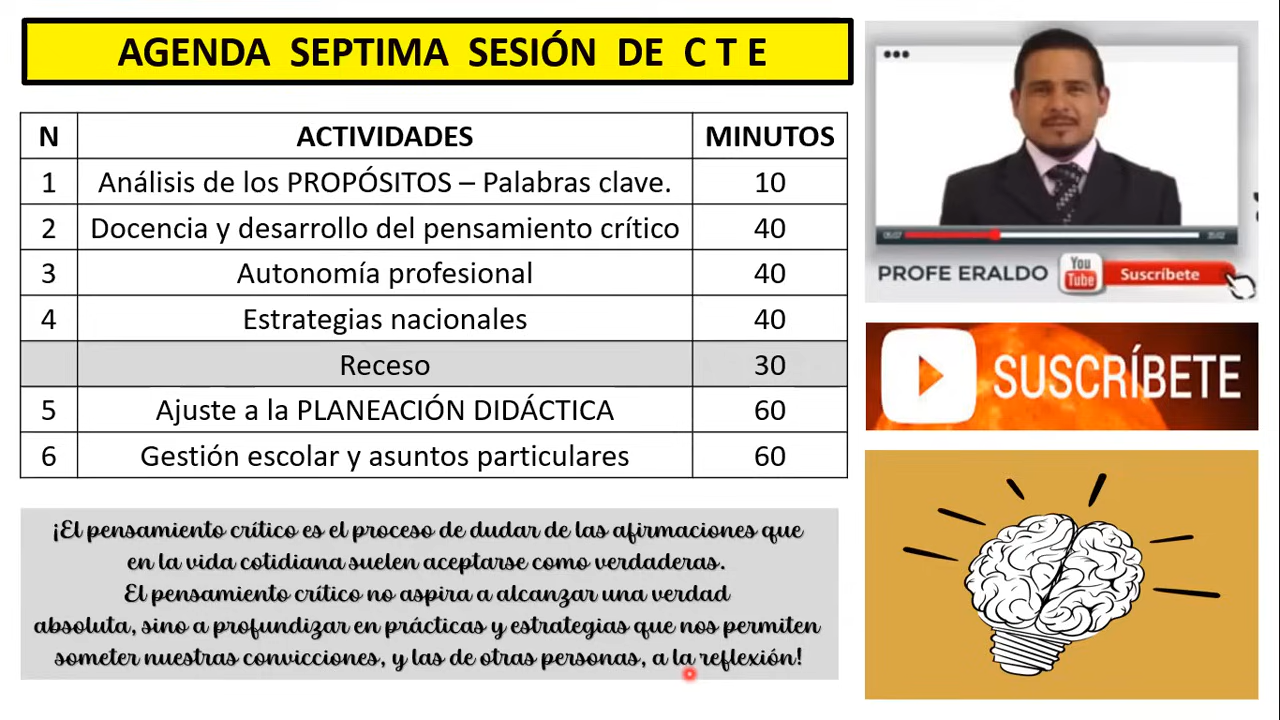 AGENDA SEPTIMA SESIÓN DE C T E
N ACTIVIDADES MINUTOS
1 Análisis de los PROPÓSITOS – Palabras clave. 10
2 Docencia y desarrollo del pensamiento crítico 40
3 Autonomía profesional 40
4 Estrategias nacionales 40
Receso 30
5 Ajuste a la PLANEACIÓN DIDÁCTICA 60
6 Gestión escolar y asuntos particulares 60
¡El pensamiento crítico es el proceso de dudar de las afirmaciones que
en la vida cotidiana suelen aceptarse como verdaderas.
El pensamiento crítico no aspira a alcanzar una verdad
absoluta, sino a profundizar en prácticas y estrategias que nos permiten
someter nuestras convicciones, y las de otras personas, a la reflexión!
PROFE ERALDO You Tube Suscríbete
SUSCRÍBETE